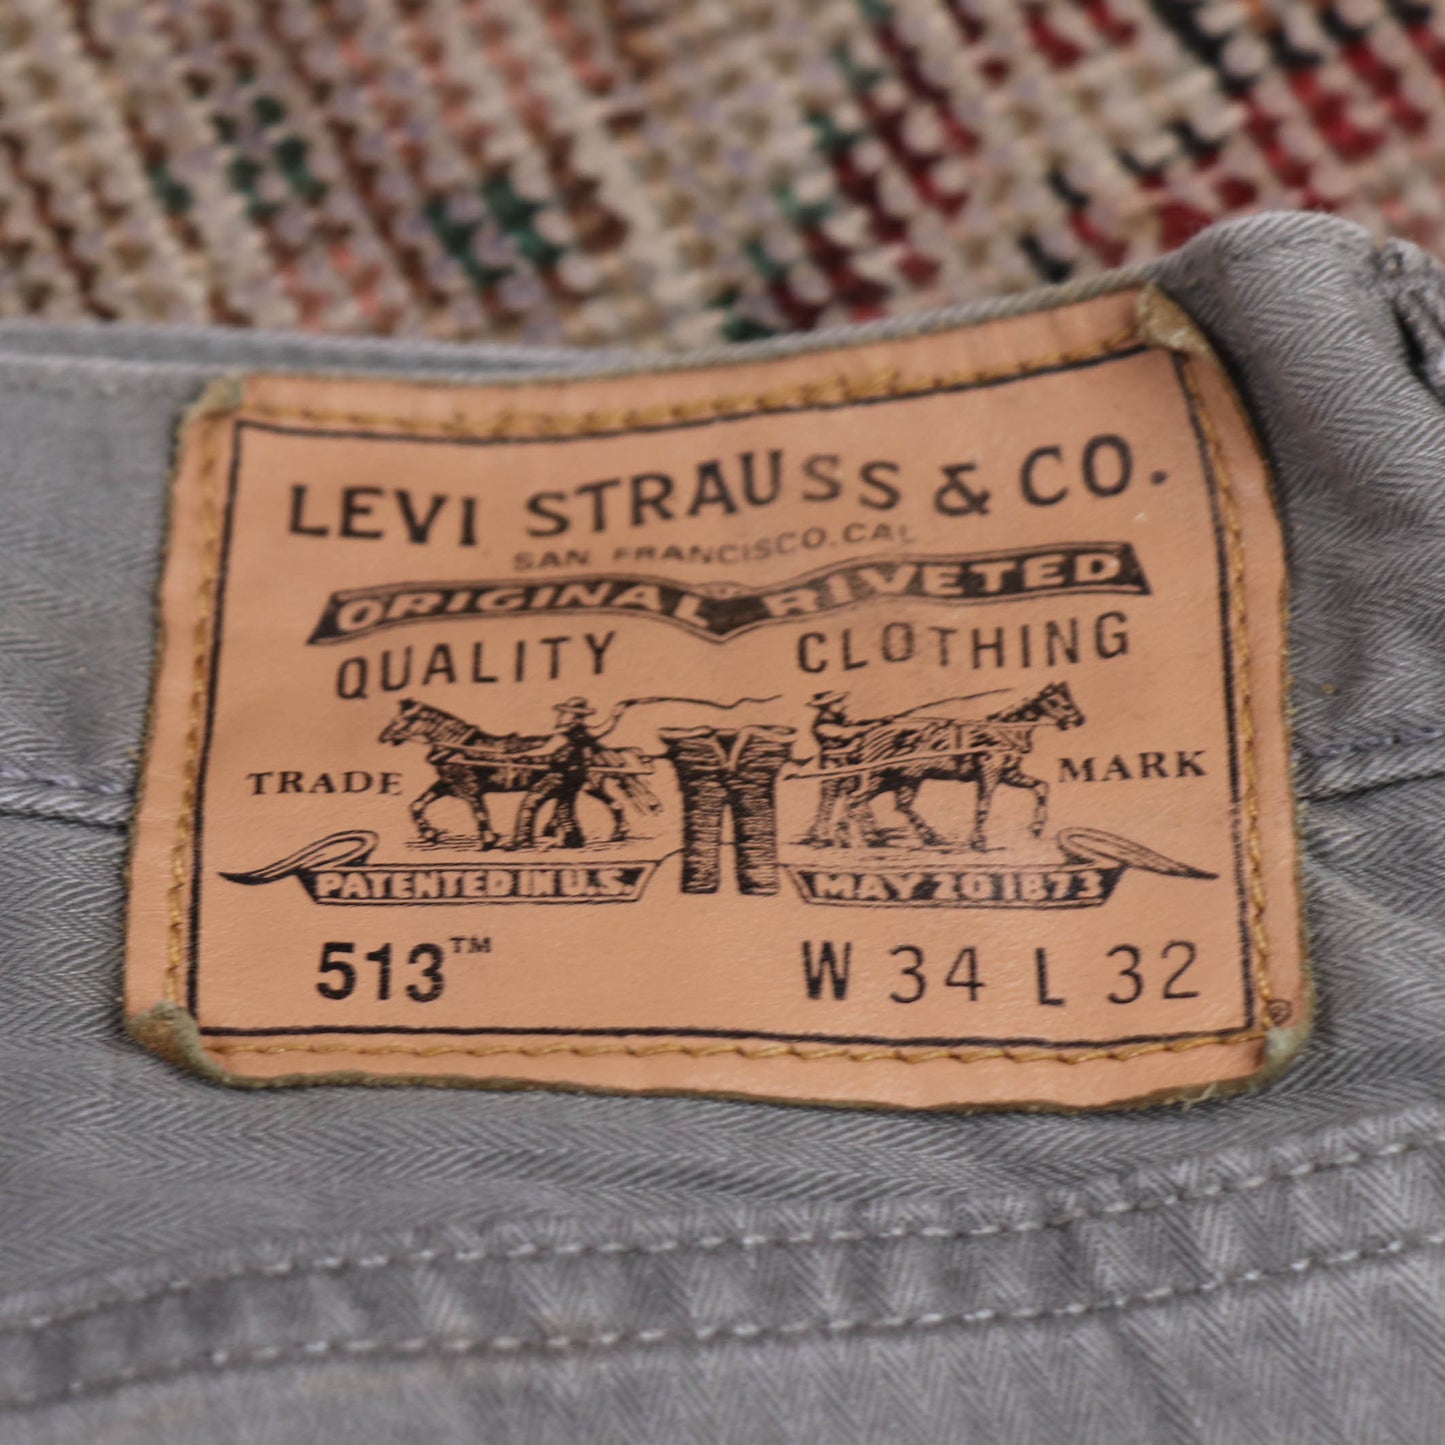 LEVI STRAUSS & CO.
SAN FRANCISCO, CAL
ORIGINAL RIVETED
QUALITY CLOTHING
TRADE MARK
PATENTED IN U.S. MAY 20 1873
513™ W 34 L 32
®